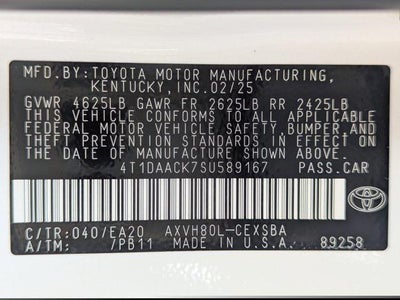 MFD.BY:TOYOTA MOTOR MANUFACTURING,
KENTUCKY,INC.02/25
GVWR 4625LB GAWR FR 2625LB RR 2425LB
THIS VEHICLE CONFORMS TO ALL APPLICABLE
FEDERAL MOTOR VEHICLE SAFETY,BUMPER,AND
THEFT PREVENTION STANDARDS IN EFFECT ON
THE DATE OF MANUFACTURE SHOWN ABOVE.
4T1DAACK7SU589167 PASS.CAR
C/TR:040/EA20 AXVH80L-CEXSBA
A/TM: /PB11 MADE IN U.S.A. 89258